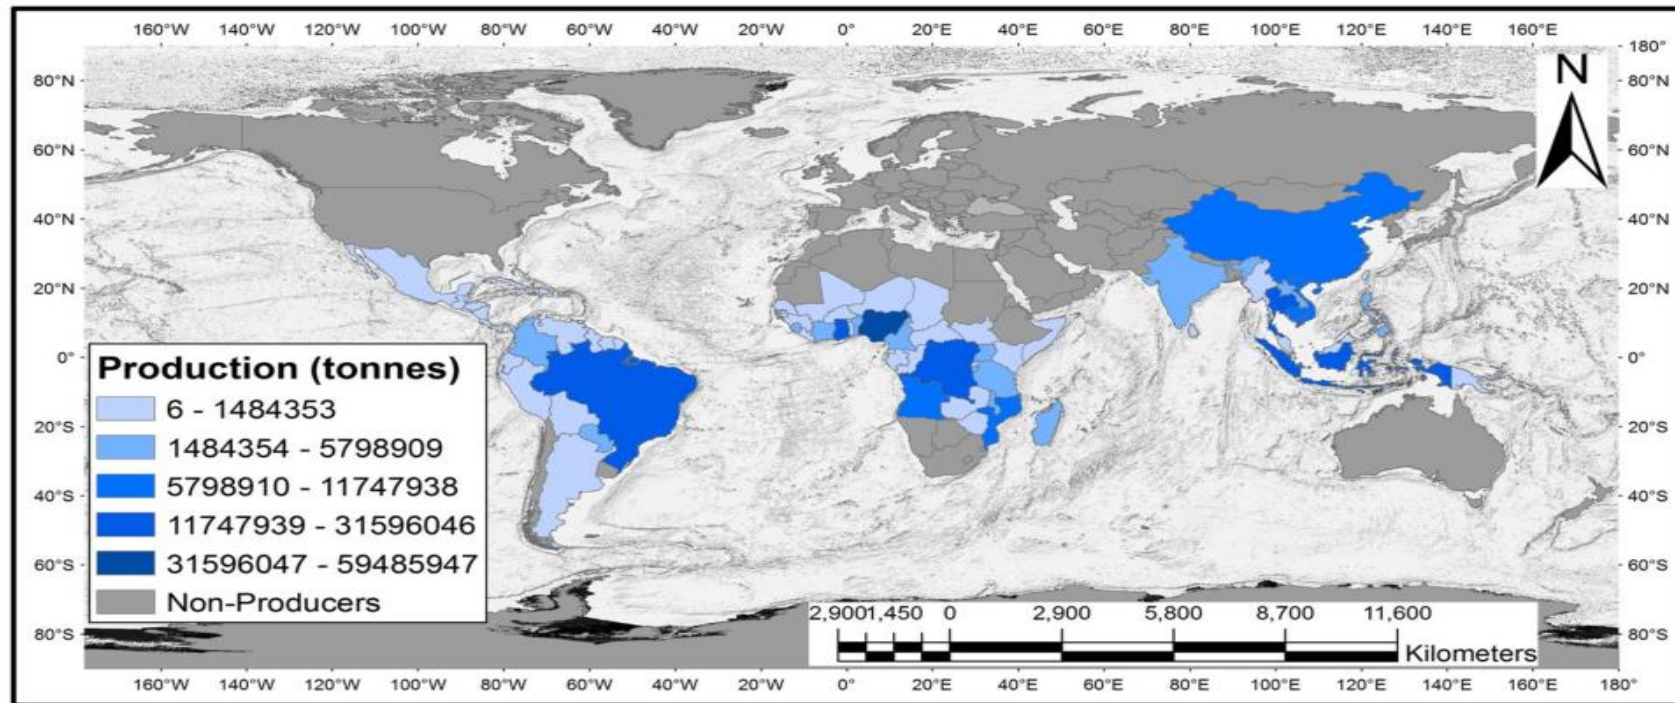 160°W 140°W 120°W 100°W 80°W 60°W 40°W 20°W 0° 20°E 40°E 60°E 80°E 100°E 120°E 140°E 160°E 180°
N
80°N 80°N
60°N 60°N
40°N 40°N
20°N 20°N
0° 0°
20°S 20°S
40°S 40°S
60°S 60°S
80°S 80°S
Production (tonnes)
6 - 1484353
1484354 - 5798909
5798910 - 11747938
11747939 - 31596046
31596047 - 59485947
Non-Producers
2,9001,450 0 2,900 5,800 8,700 11,600
Kilometers
160°W 140°W 120°W 100°W 80°W 60°W 40°W 20°W 0° 20°E 40°E 60°E 80°E 100°E 120°E 140°E 160°E 180°